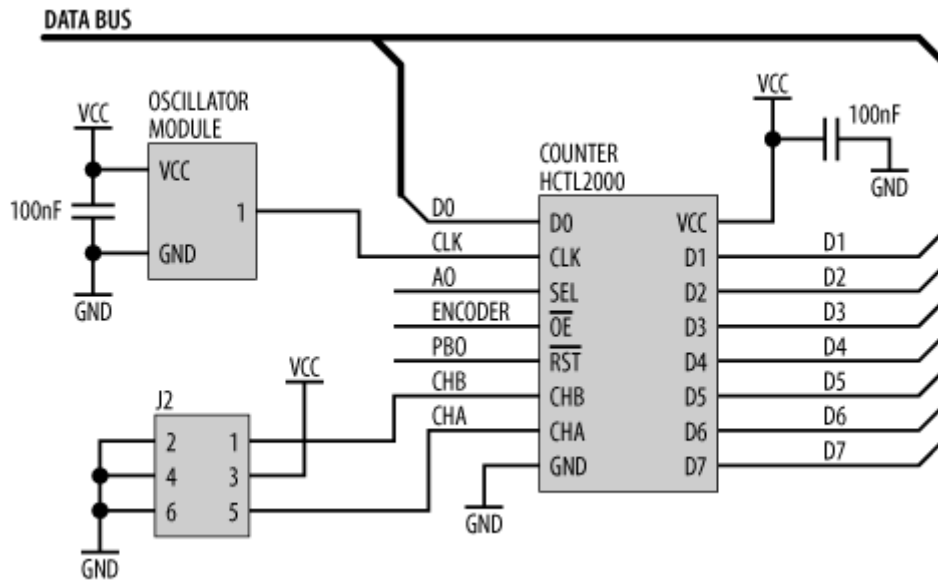 DATA BUS
VCC
OSCILLATOR
MODULE
VCC
1
GND
100nF
GND
VCC
100nF
GND
COUNTER
HCTL2000
D0
CLK
A0
ENCODER
PB0
CHB
CHA
D0
CLK
SEL
OE
RST
CHB
CHA
GND
VCC
D1
D2
D3
D4
D5
D6
D7
D1
D2
D3
D4
D5
D6
D7
GND
VCC
J2
2 1
4 3
6 5
GND